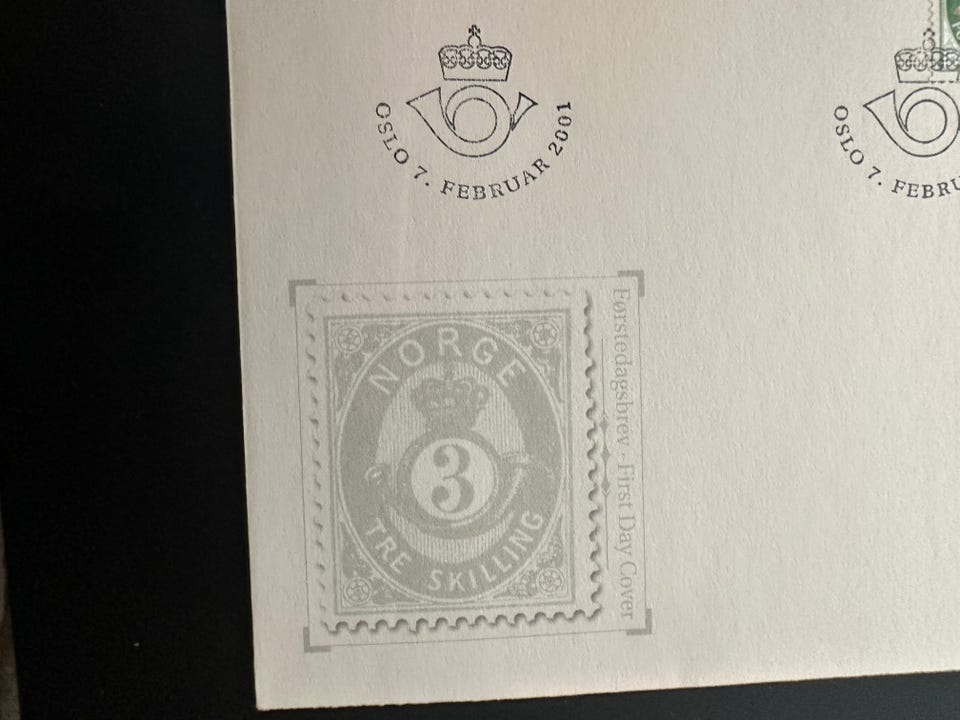 OSLO 7. FEBRUAR 2001
OSLO 7. FEBRU
NORGE
3
TRE SKILLING
Førstedagsbrev - First Day Cover